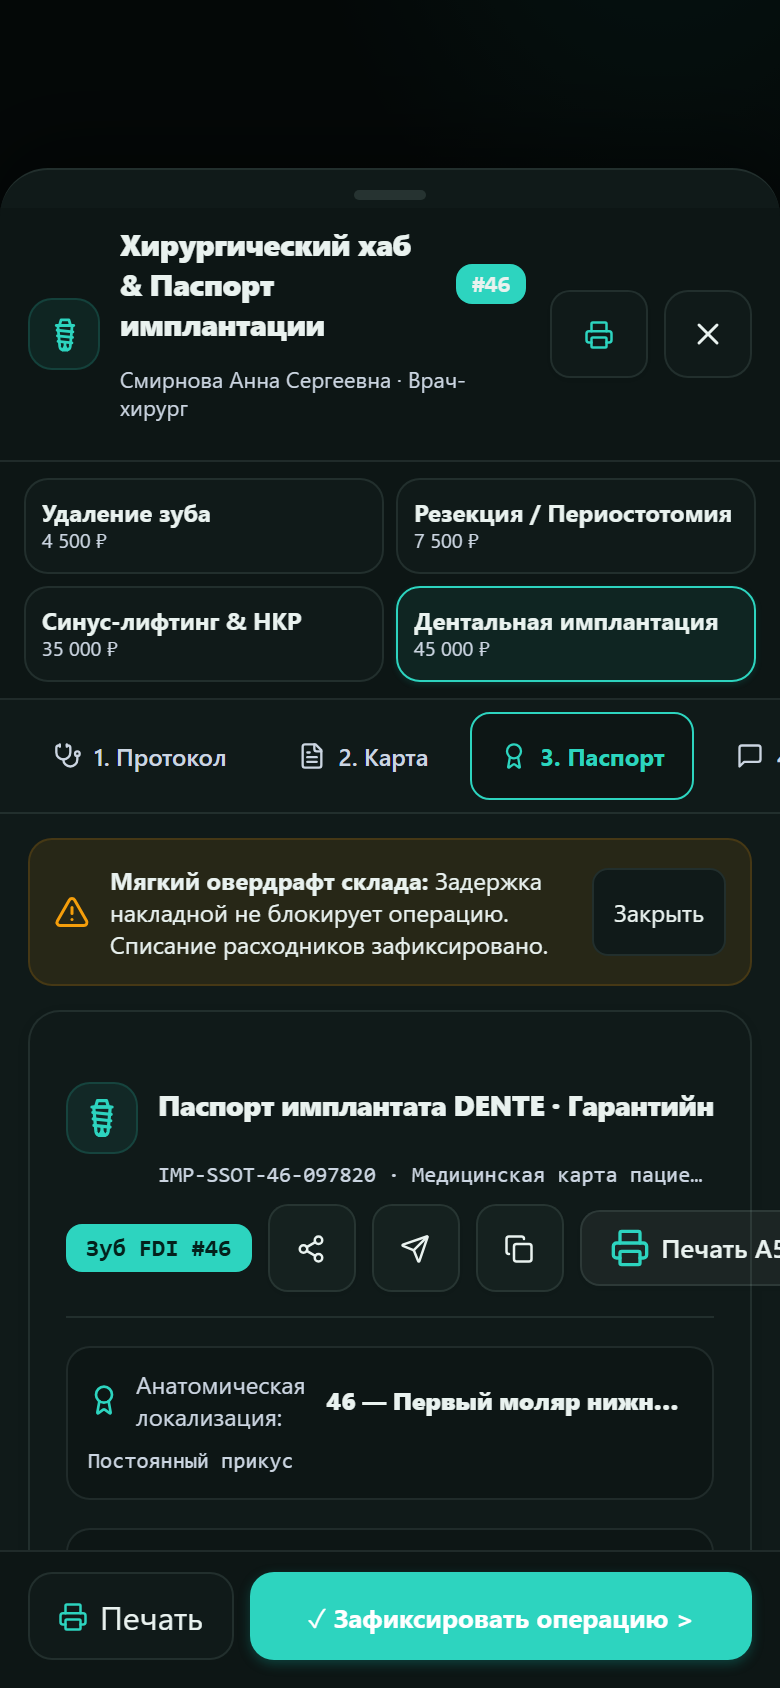 Хирургический хаб
& Паспорт
имплантации
#46
Смирнова Анна Сергеевна · Врач-
хирург
Удаление зуба
4 500 ₽
Резекция / Периостотомия
7 500 ₽
Синус-лифтинг & НКР
35 000 ₽
Дентальная имплантация
45 000 ₽
1. Протокол
2. Карта
3. Паспорт
Мягкий овердрафт склада: Задержка
накладной не блокирует операцию.
Списание расходников зафиксировано.
Закрыть
Паспорт имплантата DENTE · Гарантийн
IMP-SSOT-46-097820 · Медицинская карта пацие…
Зуб FDI #46
Печать A5
Анатомическая
локализация:
46 — Первый моляр нижн…
Постоянный прикус
Печать
✓ Зафиксировать операцию >